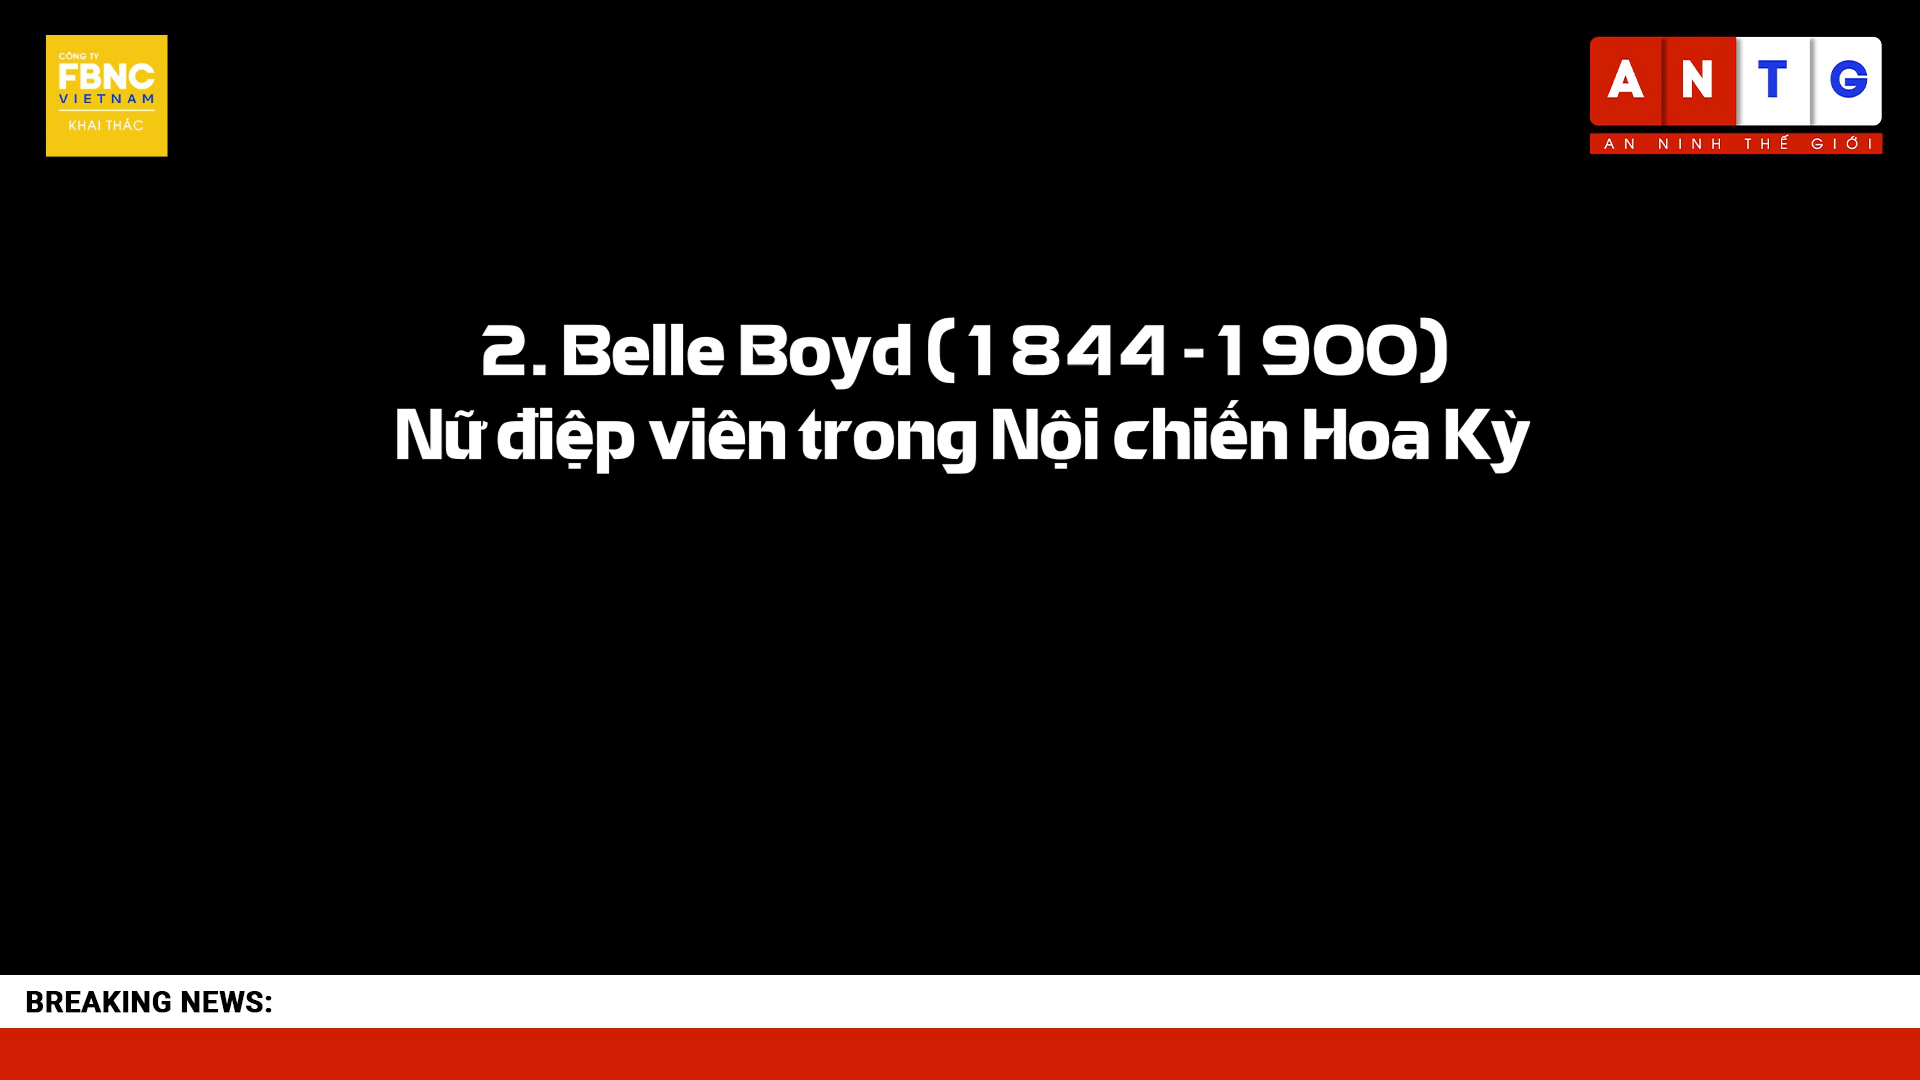 CÔNG TY
FBNC
VIETNAM
KHAI THÁC
ANTG
AN NINH THẾ GIỚI
2. Belle Boyd (1844 -1900)
Nữ điệp viên trong Nội chiến Hoa Kỳ
BREAKING NEWS: